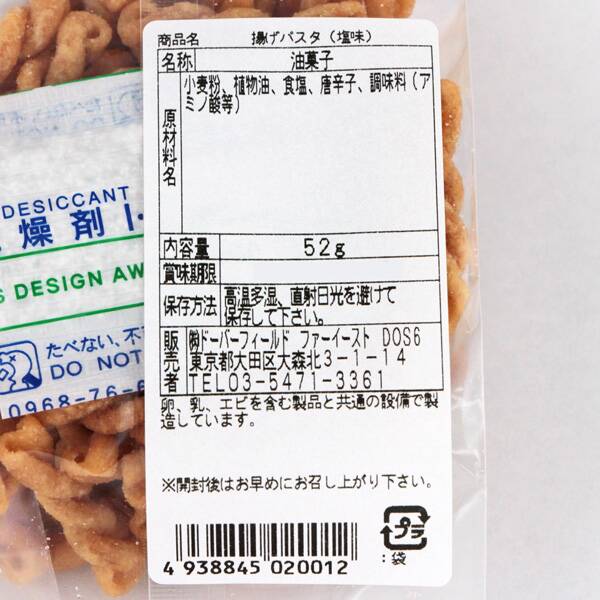 商品名 揚げパスタ（塩味）
名称 油菓子
原材料名 小麦粉、植物油、食塩、唐辛子、調味料（ア
ミノ酸等）
内容量 52g
賞味期限
保存方法 高温多湿、直射日光を避けて
保存して下さい。
販売者 ㈱ドーバーフィールド ファーイースト DOS6
東京都大田区大森北3-1-14
TEL03-5471-3361
卵、乳、エビを含む製品と共通の設備で製
造しています。
※開封後はお早めにお召し上がり下さい。
4 938845 020012
プラ
:袋
DESICCANT
燥剤
DESIGN AW
たべない、不
DO NOT
0968-76-